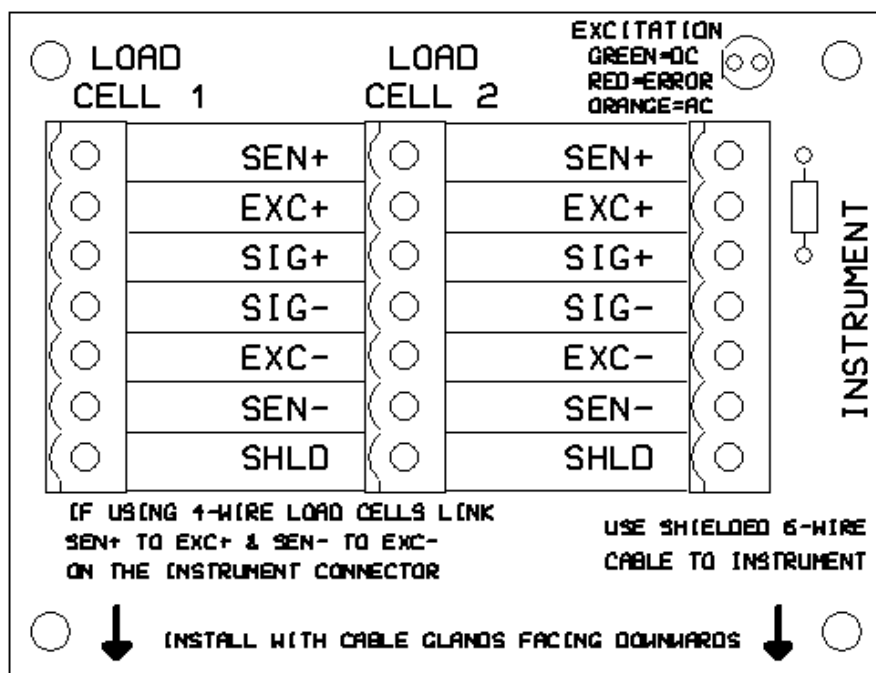 LOAD
CELL 1
LOAD
CELL 2
EXCITATION
GREEN=DC
RED=ERROR
ORANGE=AC
SEN+
EXC+
SIG+
SIG-
EXC-
SEN-
SHLD
SEN+
EXC+
SIG+
SIG-
EXC-
SEN-
SHLD
INSTRUMENT
IF USING 4-WIRE LOAD CELLS LINK
SEN+ TO EXC+ & SEN- TO EXC-
ON THE INSTRUMENT CONNECTOR
USE SHIELDED 6-WIRE
CABLE TO INSTRUMENT
INSTALL WITH CABLE GLANDS FACING DOWNWARDS